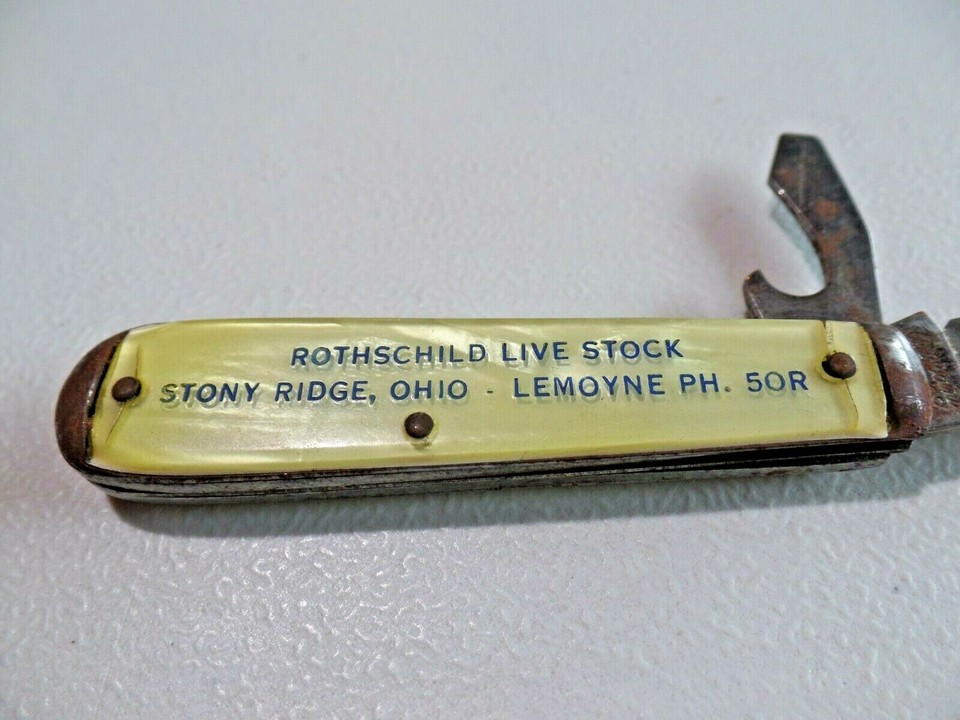 ROTHSCHILD LIVE STOCK
STONY RIDGE, OHIO - LEMOYNE PH. 50R